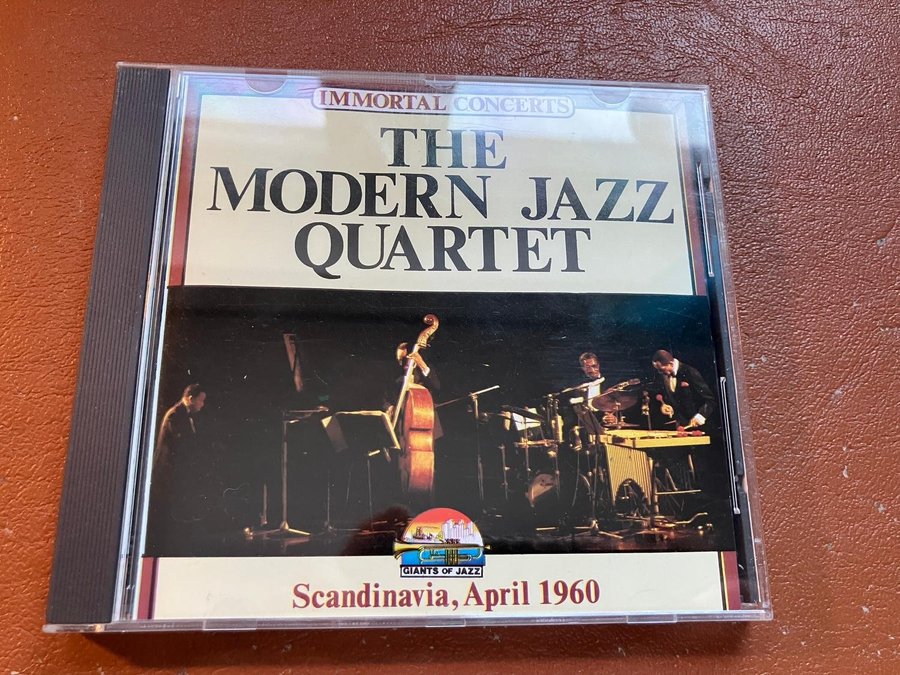 IMMORTAL CONCERTS
THE
MODERN JAZZ
QUARTET
GIANTS OF JAZZ
Scandinavia, April 1960